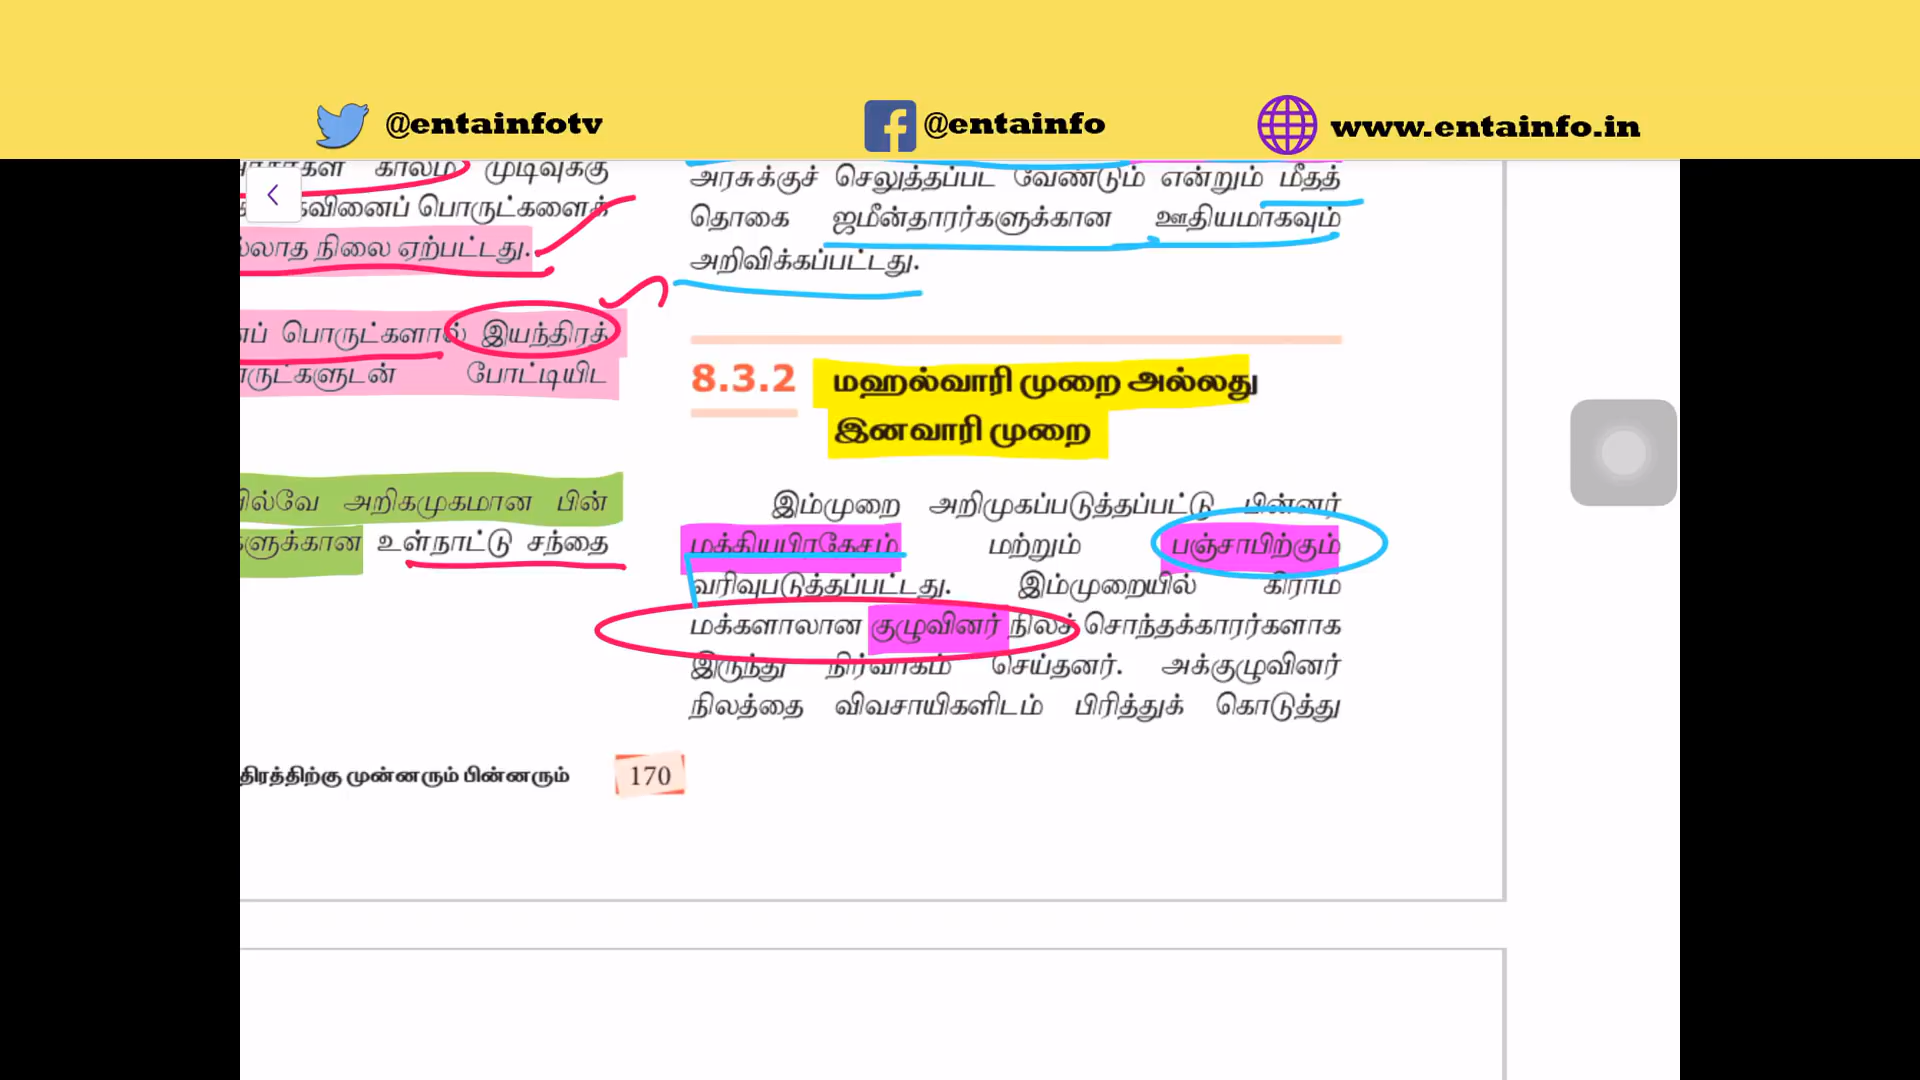 @entainfotv
@entainfo
www.entainfo.in
காலம் முடிவுக்கு
கவினைப் பொருட்களைக்
ல்லாத நிலை ஏற்பட்டது.
ப் பொருட்களால் இயந்திரத்
ருட்களுடன் போட்டியிட
ல்வே அறிகமுகமான பின்
களுக்கான உள்நாட்டு சந்தை
திரத்திற்கு முன்னரும் பின்னரும்
170
அரசுக்குச் செலுத்தப்பட வேண்டும் என்றும் மீதத்
தொகை ஜமீன்தாரர்களுக்கான ஊதியமாகவும்
அறிவிக்கப்பட்டது.
8.3.2 மஹல்வாரி முறை அல்லது
இனவாரி முறை
இம்முறை அறிமுகப்படுத்தப்பட்டு பின்னர்
மத்தியபிரதேசம் மற்றும் பஞ்சாபிற்கும்
வரிவுபடுத்தப்பட்டது. இம்முறையில் கிராம
மக்களாலான குழுவினர் நிலச் சொந்தக்காரர்களாக
இருந்து நிர்வாகம் செய்தனர். அக்குழுவினர்
நிலத்தை விவசாயிகளிடம் பிரித்துக் கொடுத்து